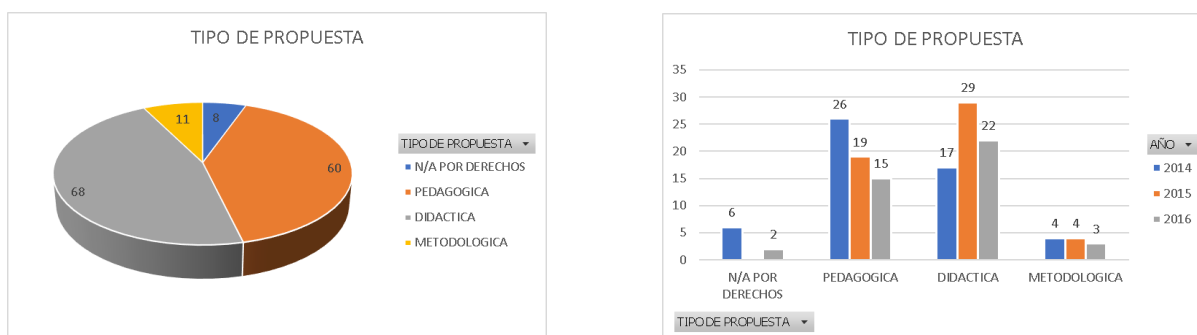 TIPO DE PROPUESTA
11
8
60
68
TIPO DE PROPUESTA
N/A POR DERECHOS
PEDAGOGICA
DIDACTICA
METODOLOGICA
TIPO DE PROPUESTA
35
30
25
20
15
10
5
0
6
2
26
19
15
17
29
22
4
4
3
N/A POR
DERECHOS
PEDAGOGICA
DIDACTICA
METODOLOGICA
AÑO
2014
2015
2016
TIPO DE PROPUESTA